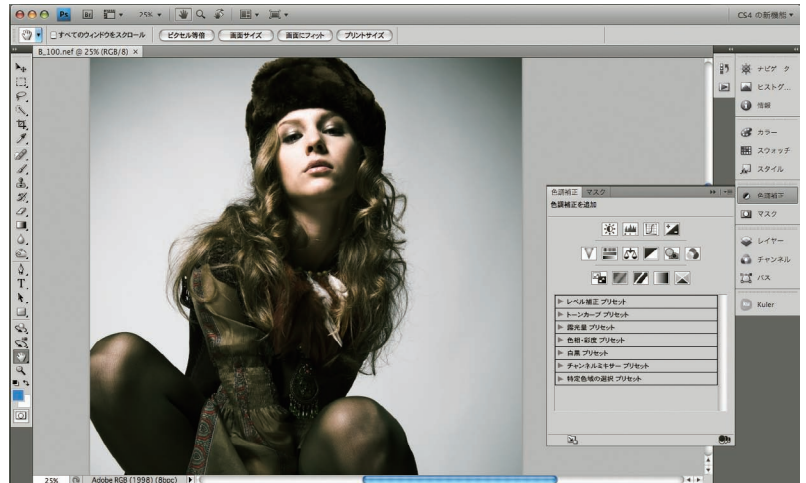 Ps Br 25% CS4 の新機能
すべてのウィンドウをスクロール ピクセル等倍 画面サイズ 画面にフィット プリントサイズ
B_100.nef @ 25% (RGB/8) ×
ナビゲータ
ヒストグ...
情報
カラー
スウォッチ
スタイル
色調補正
マスク
レイヤー
チャンネル
パス
Kuler
色調補正 マスク
色調補正を追加
レベル補正 プリセット
トーンカーブ プリセット
露光量 プリセット
色相・彩度 プリセット
白黒 プリセット
チャンネルミキサー プリセット
特定色域の選択 プリセット
25% Adobe RGB (1998) (8bpc)